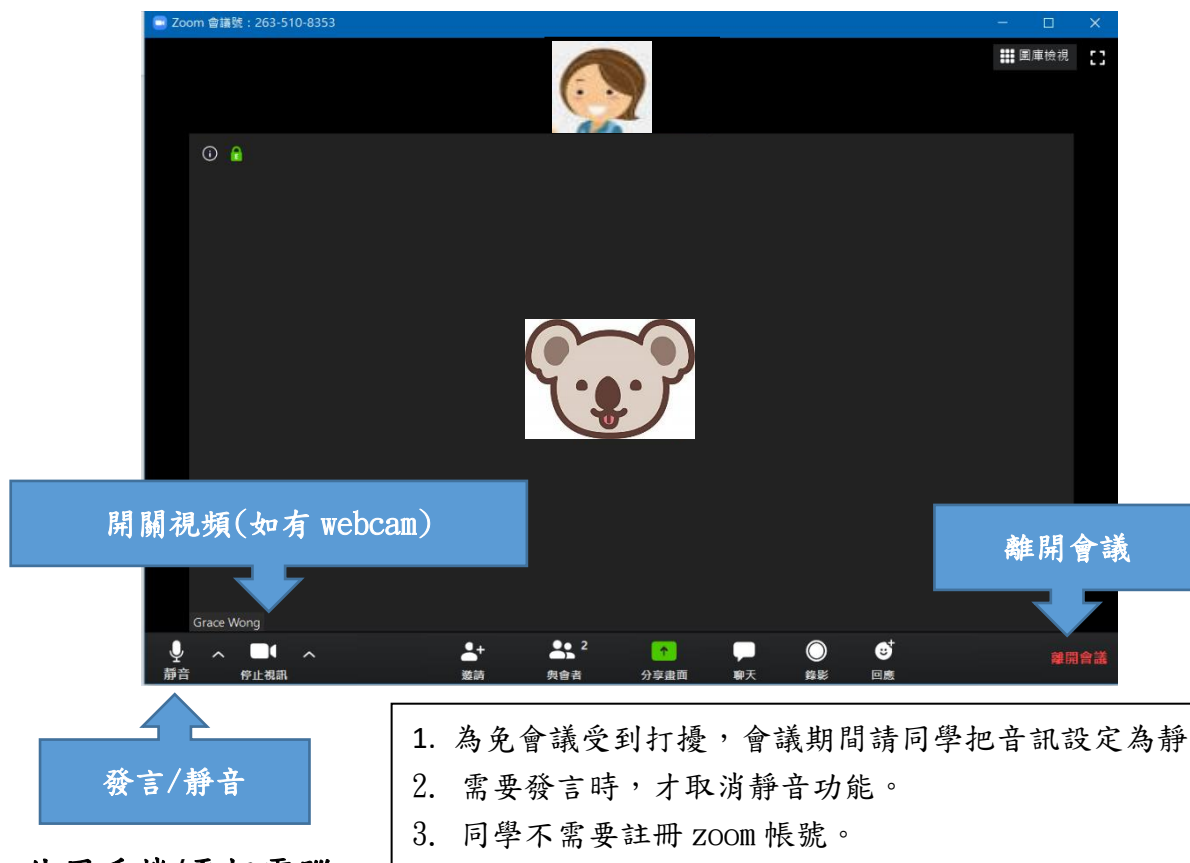 Zoom 會議號：263-510-8353
圖庫檢視
開關視頻(如有 webcam)
離開會議
Grace Wong
靜音
停止視訊
邀請
與會者 2
分享畫面
聊天
錄影
回應
離開會議
發言/靜音
1. 為免會議受到打擾，會議期間請同學把音訊設定為靜
2. 需要發言時，才取消靜音功能。
3. 同學不需要註冊 zoom 帳號。